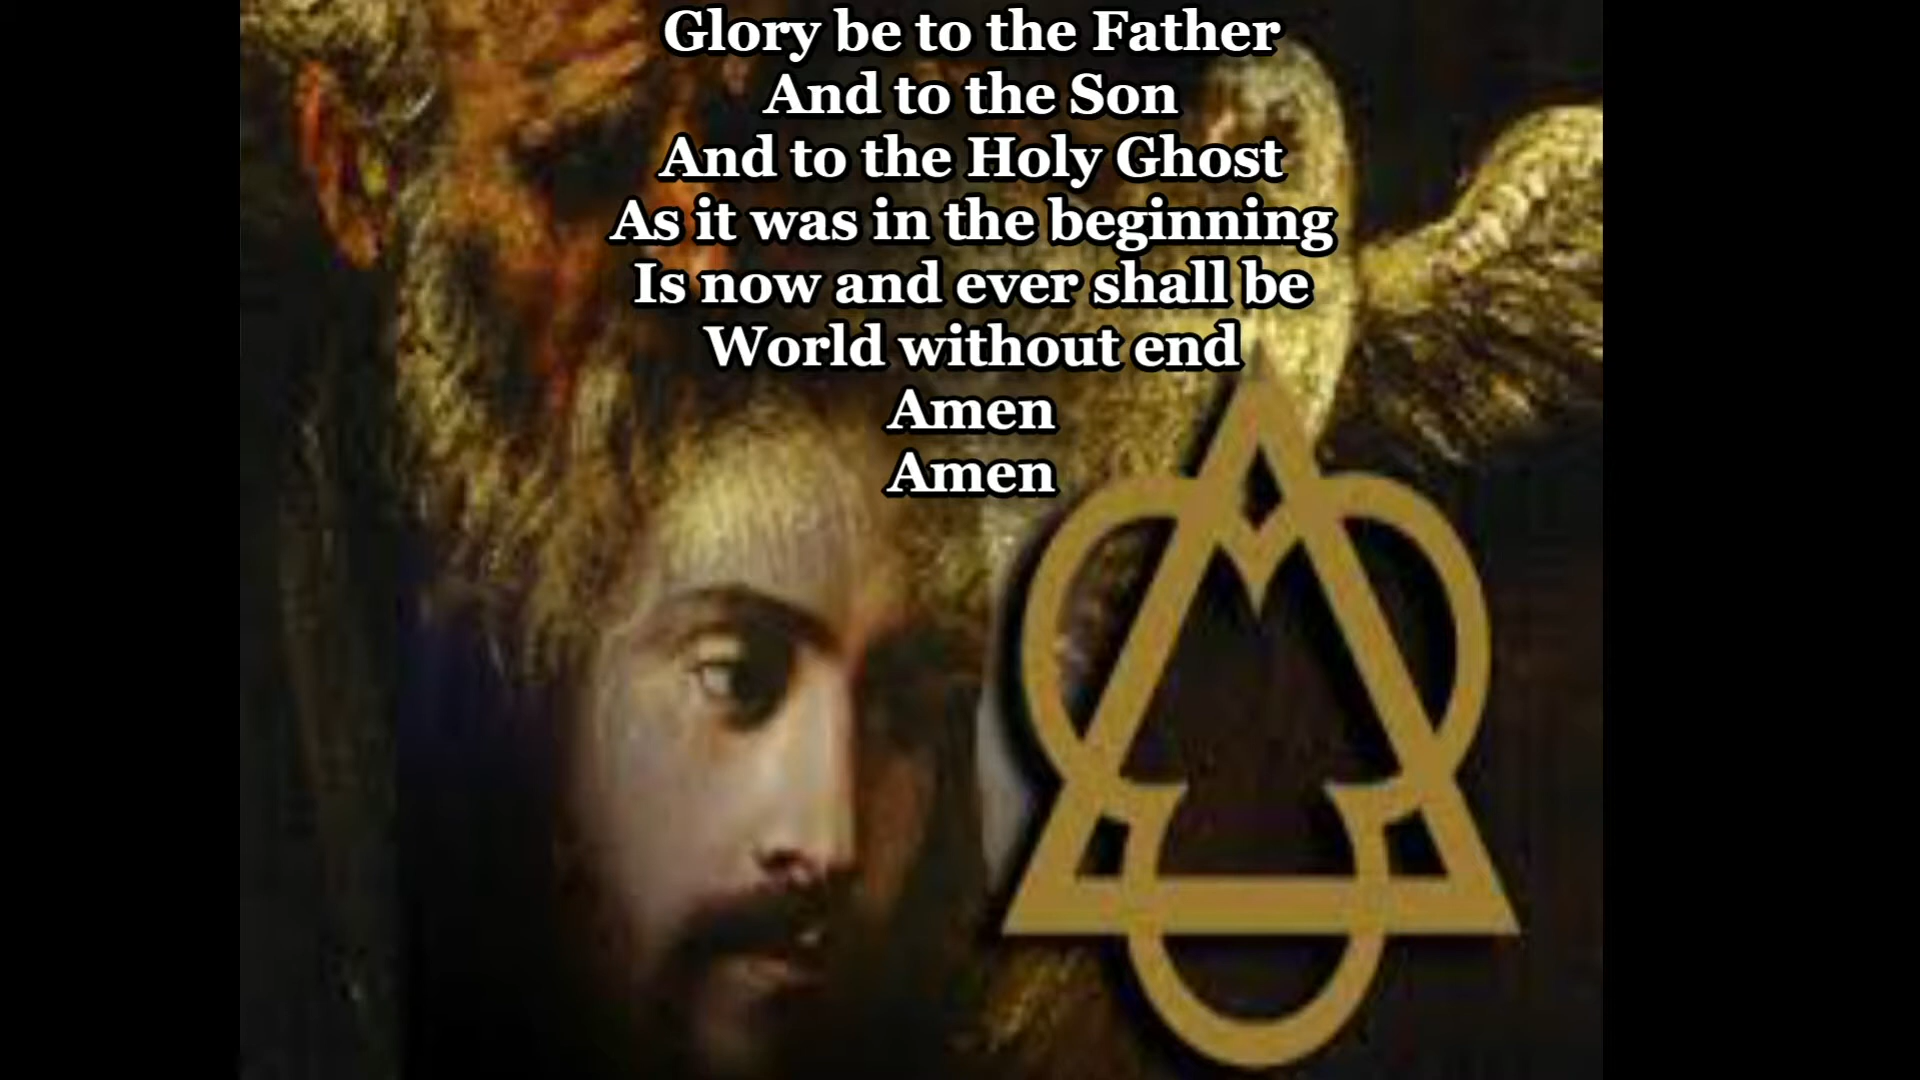 Glory be to the Father
And to the Son
And to the Holy Ghost
As it was in the beginning
Is now and ever shall be
World without end
Amen
Amen